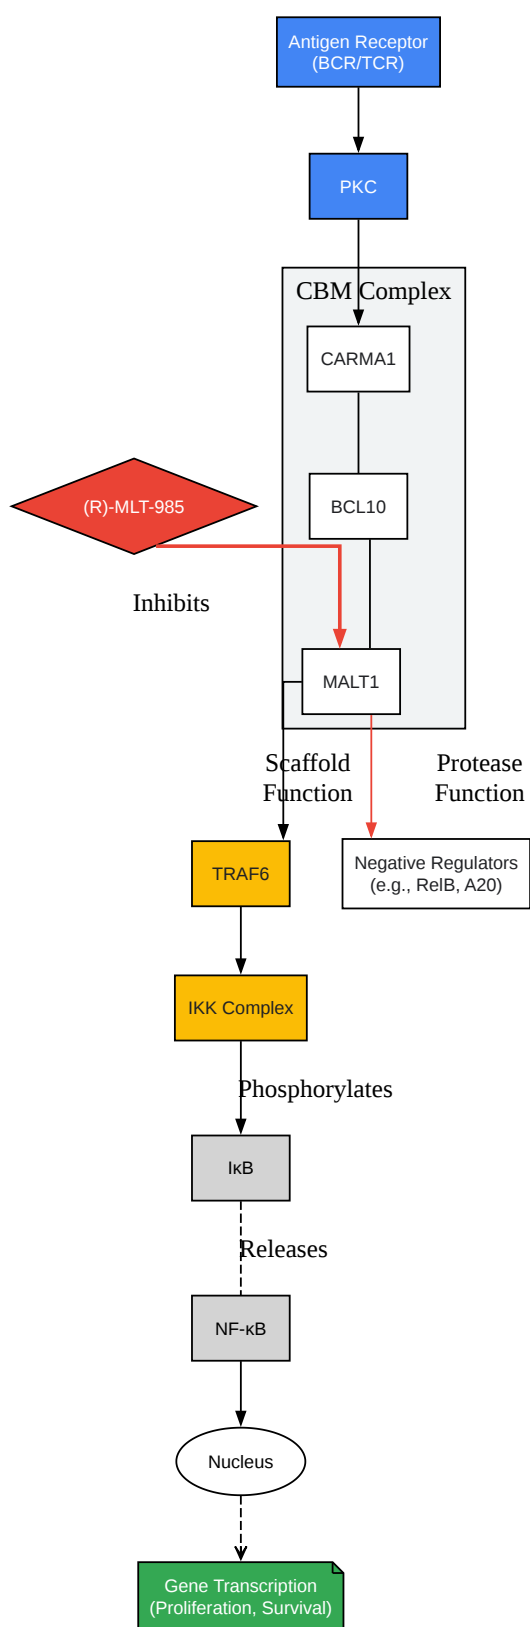 Antigen Receptor
(BCR/TCR)
PKC
CBM Complex
CARMA1
(R)-MLT-985
BCL10
Inhibits
MALT1
Scaffold
Function
Protease
Function
TRAF6
Negative Regulators
(e.g., RelB, A20)
IKK Complex
Phosphorylates
IκB
Releases
NF-κB
Nucleus
Gene Transcription
(Proliferation, Survival)